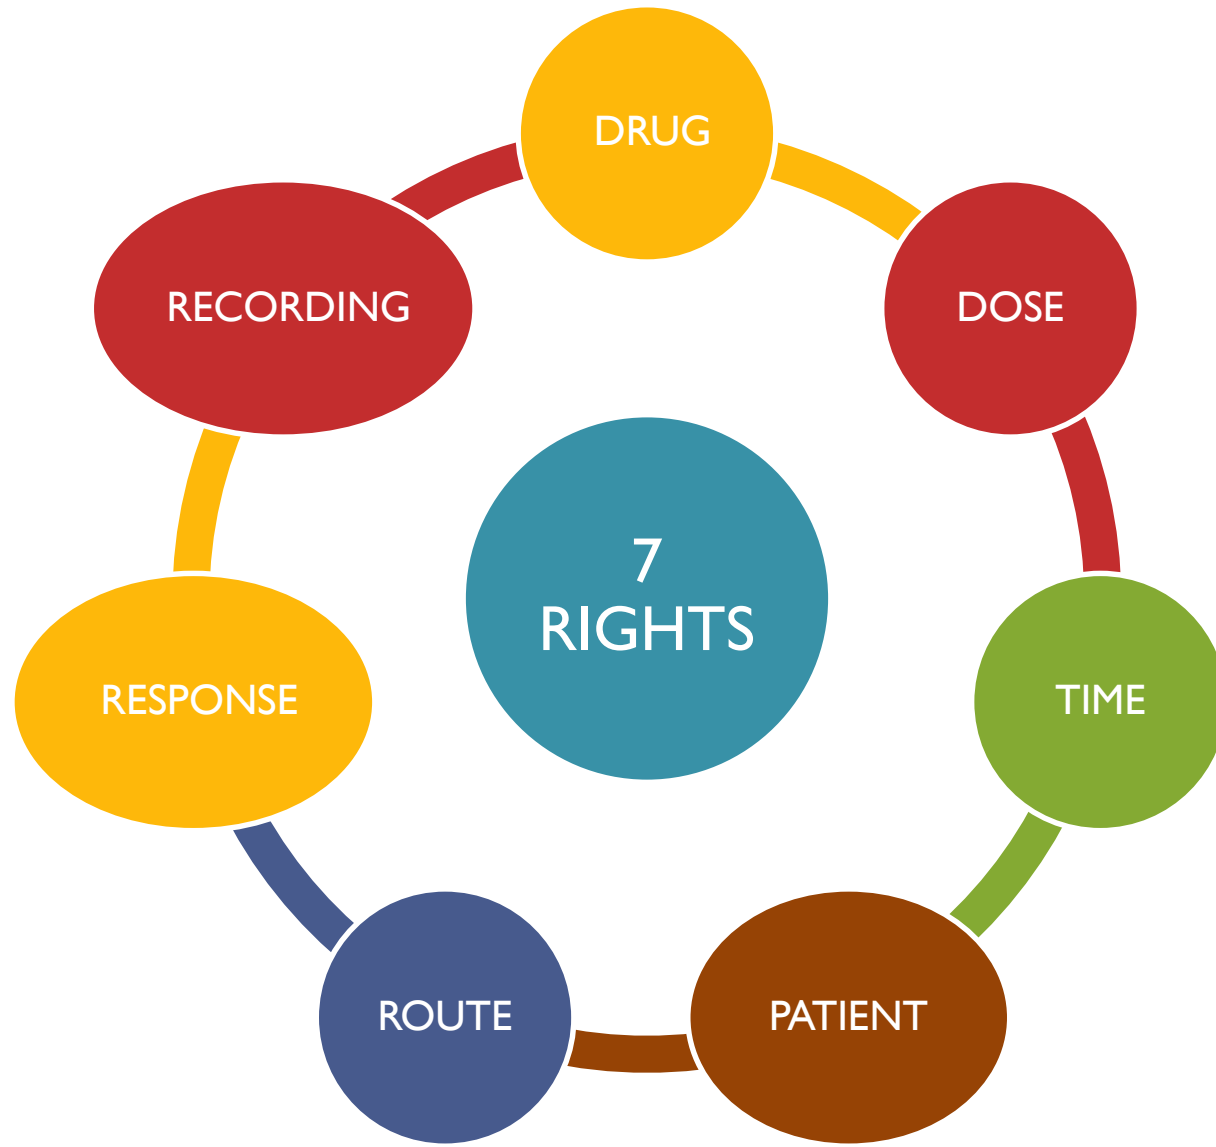 DRUG
DOSE
TIME
PATIENT
ROUTE
RESPONSE
RECORDING
7
RIGHTS